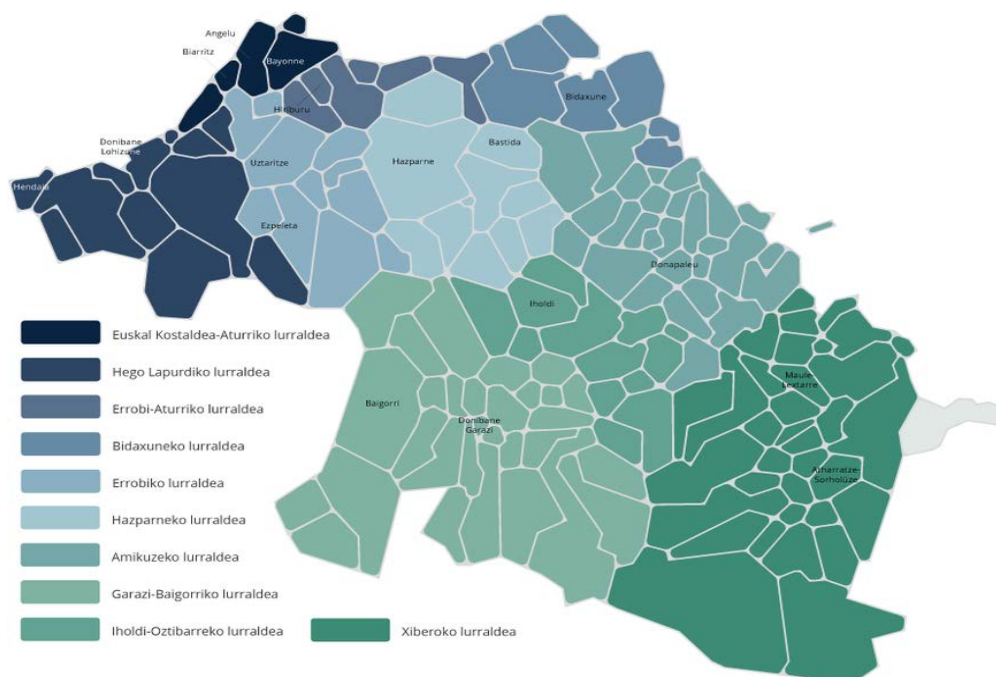 Angelu
Biarritz
Bayonne
Hiriburu
Bidaxune
Donibane
Lohizune
Uztaritze
Hazparne
Bastida
Hendaia
Ezpeleta
Donapaleu
Iholdi
Baigorri
Donibane
Garazi
Maule-
Lextarre
Atharratze-
Sorholüze
Euskal Kostaldea-Aturriko lurraldea
Hego Lapurdiko lurraldea
Errobi-Aturriko lurraldea
Bidaxuneko lurraldea
Errobiko lurraldea
Hazparneko lurraldea
Amikuzeko lurraldea
Garazi-Baigorriko lurraldea
Iholdi-Oztibarreko lurraldea
Xiberoko lurraldea